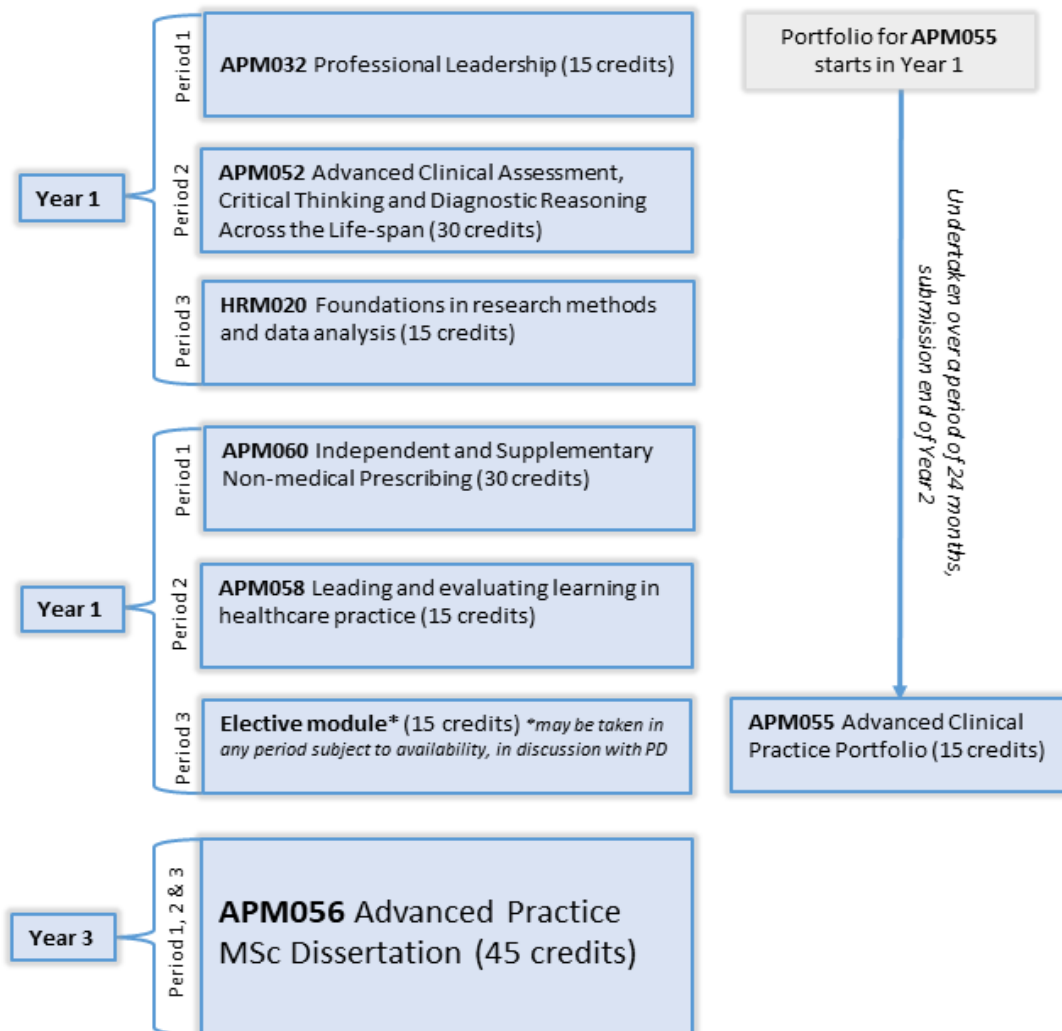 Period 1
APM032 Professional Leadership (15 credits)
Portfolio for APM055
starts in Year 1
Year 1
Period 2
APM052 Advanced Clinical Assessment,
Critical Thinking and Diagnostic Reasoning
Across the Life-span (30 credits)
Period 3
HRM020 Foundations in research methods
and data analysis (15 credits)
Undertaken over a period of 24 months,
submission end of Year 2
Period 1
APM060 Independent and Supplementary
Non-medical Prescribing (30 credits)
Year 1
Period 2
APM058 Leading and evaluating learning in
healthcare practice (15 credits)
Period 3
Elective module* (15 credits) *may be taken in
any period subject to availability, in discussion with PD
APM055 Advanced Clinical
Practice Portfolio (15 credits)
Year 3
Period 1, 2 & 3
APM056 Advanced Practice
MSc Dissertation (45 credits)